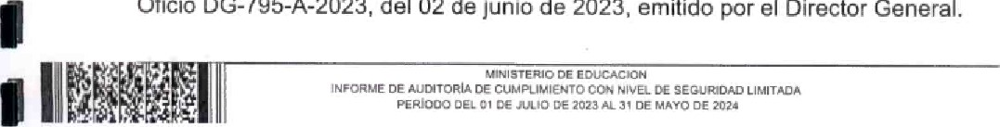 Oficio DG-795-A-2023, del 02 de junio de 2023, emitido por el Director General.
MINISTERIO DE EDUCACION
INFORME DE AUDITORÍA DE CUMPLIMIENTO CON NIVEL DE SEGURIDAD LIMITADA
PERÍODO DEL 01 DE JULIO DE 2023 AL 31 DE MAYO DE 2024